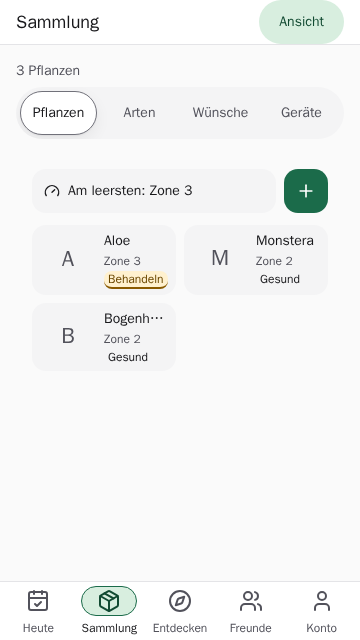 Sammlung
Ansicht
3 Pflanzen
Pflanzen
Arten
Wünsche
Geräte
Am leersten: Zone 3
A
Aloe
Zone 3
Behandeln
M
Monstera
Zone 2
Gesund
B
Bogenh···
Zone 2
Gesund
Heute
Sammlung
Entdecken
Freunde
Konto